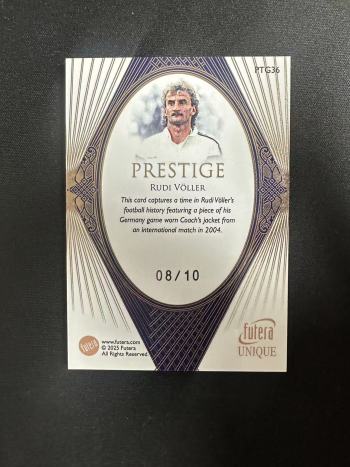 PTG36
PRESTIGE
RUDI VÖLLER
This card captures a time in Rudi Völler's
football history featuring a piece of his
Germany game worn Coach's jacket from
an international match in 2004.
08/10
futera
www.futera.com
© 2025 Futera
All Rights Reserved
futera
UNIQUE